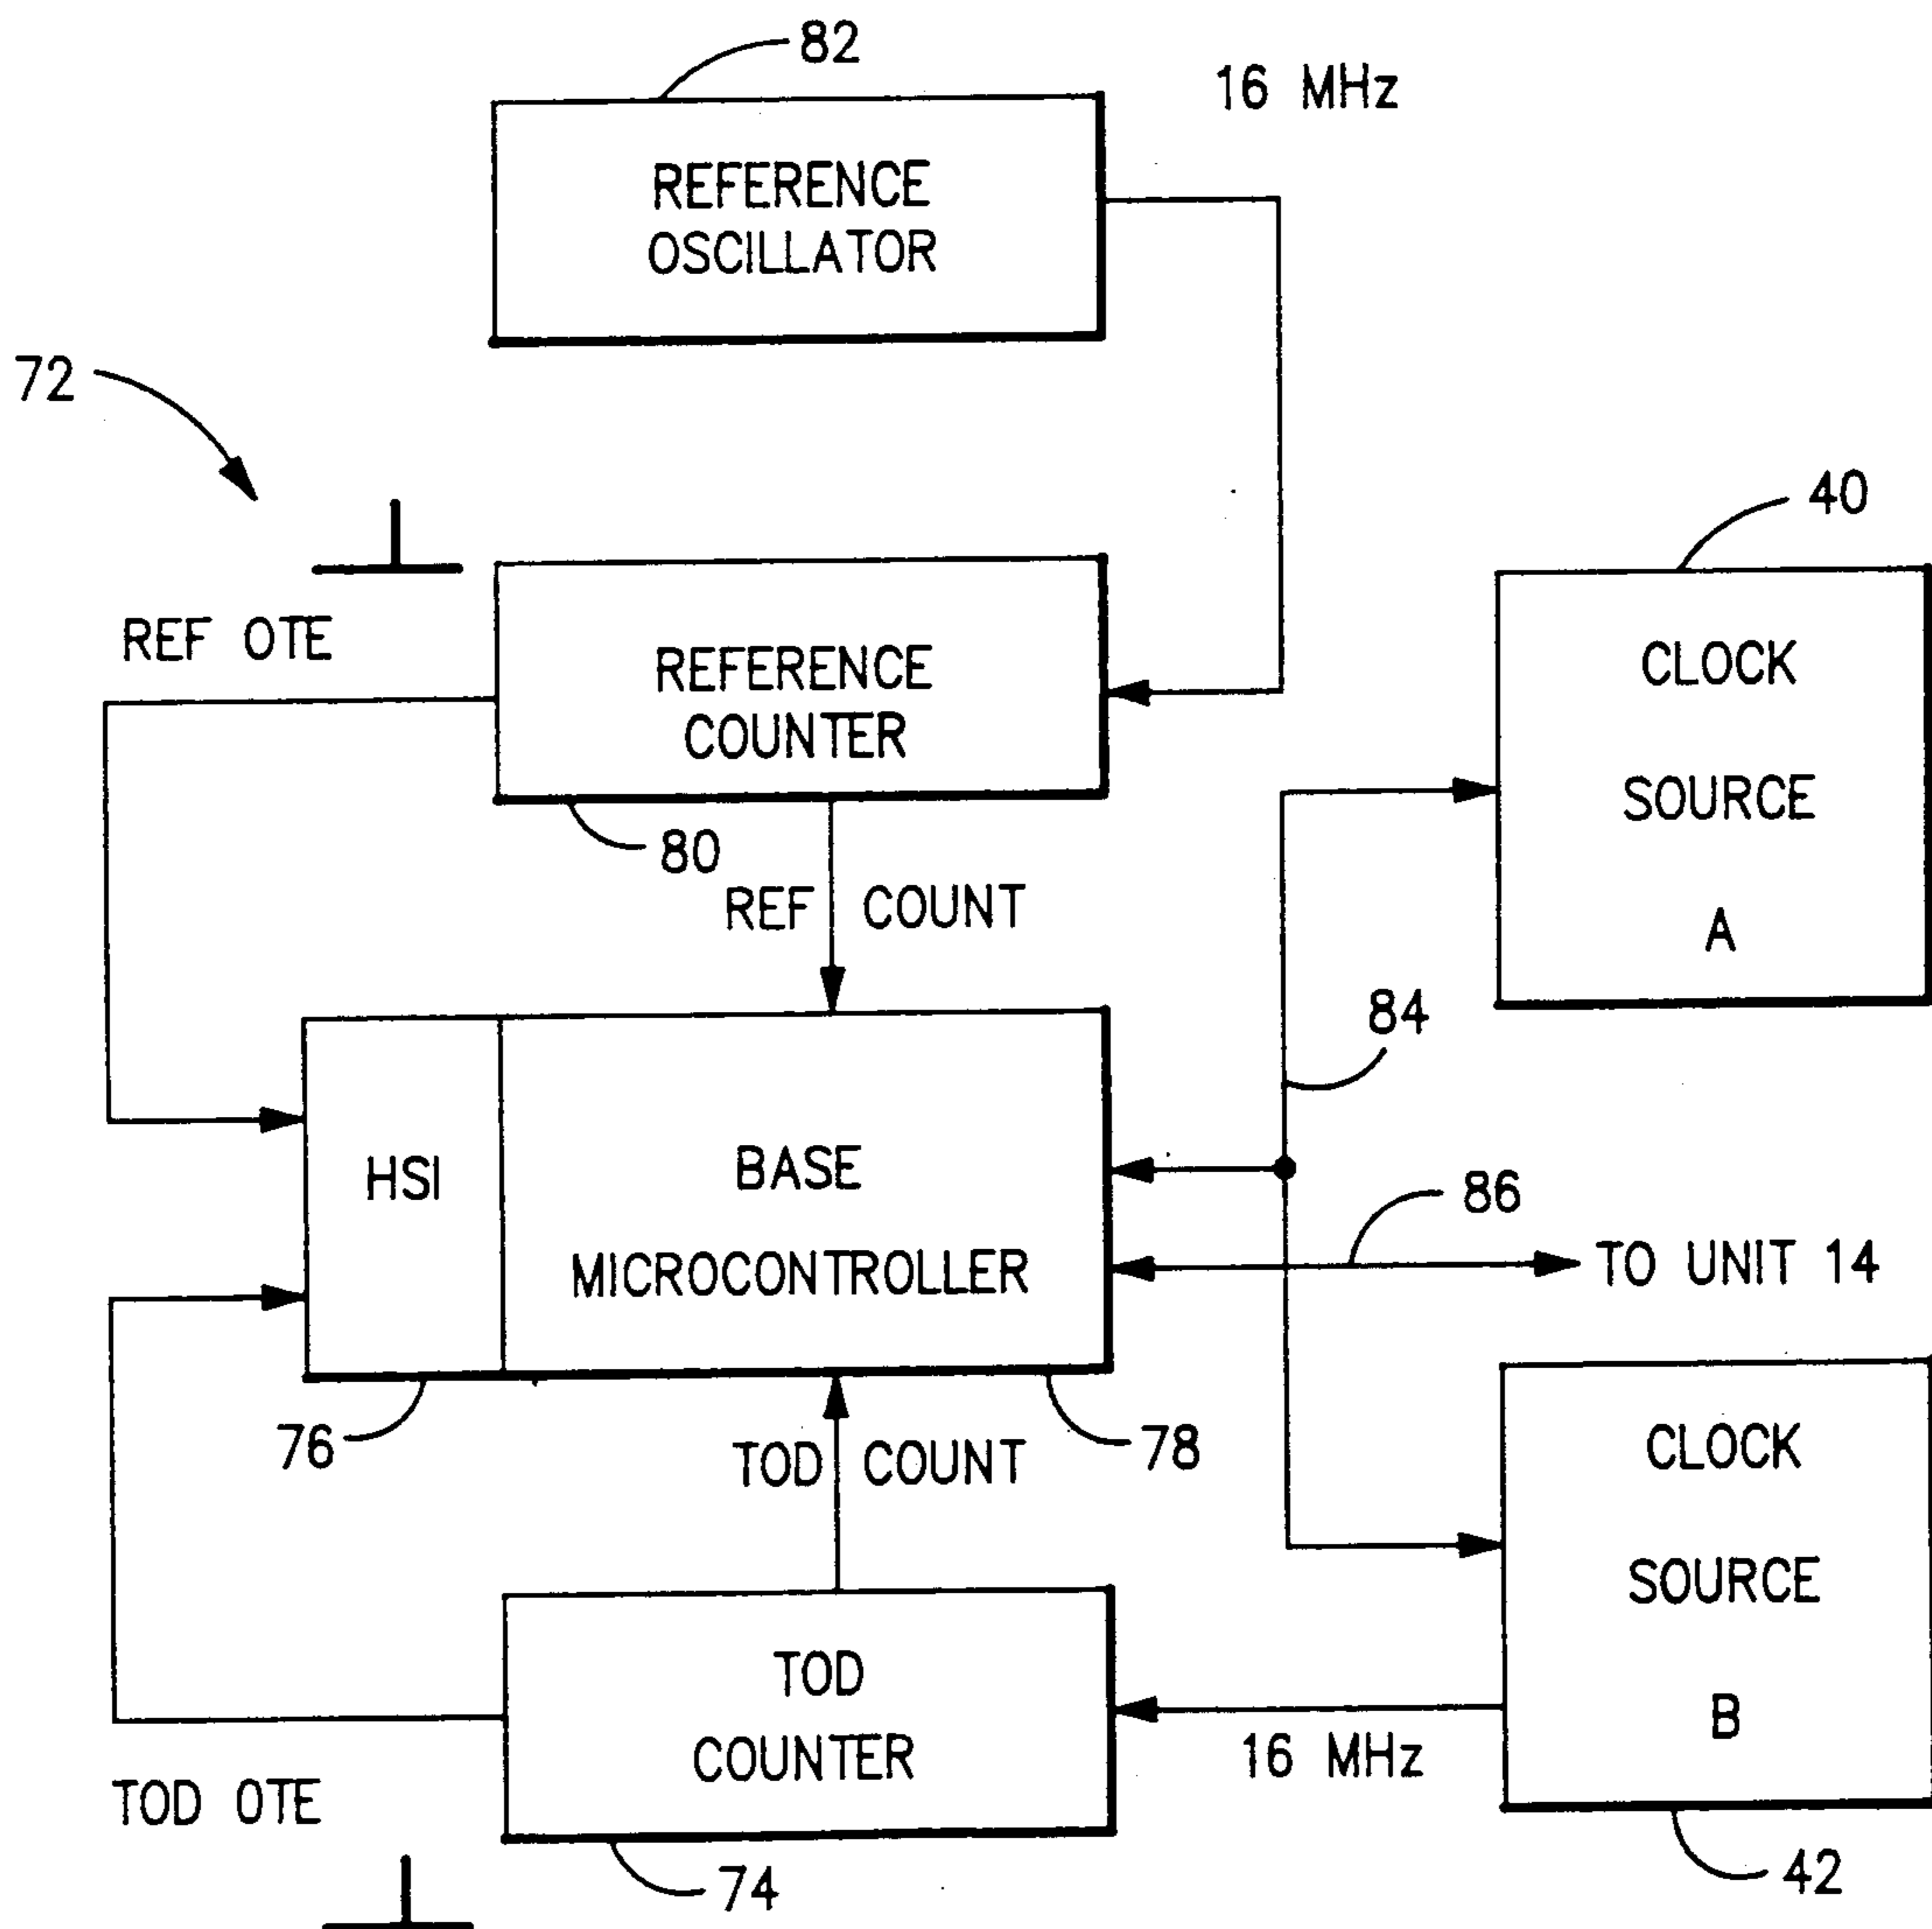 82
16 MHz
REFERENCE
OSCILLATOR
72
40
REF OTE
REFERENCE
COUNTER
CLOCK
SOURCE
A
80
REF COUNT
84
HSI
BASE
MICROCONTROLLER
86
TO UNIT 14
76
TOD COUNT
78
CLOCK
SOURCE
B
TOD
COUNTER
16 MHz
TOD OTE
74
42